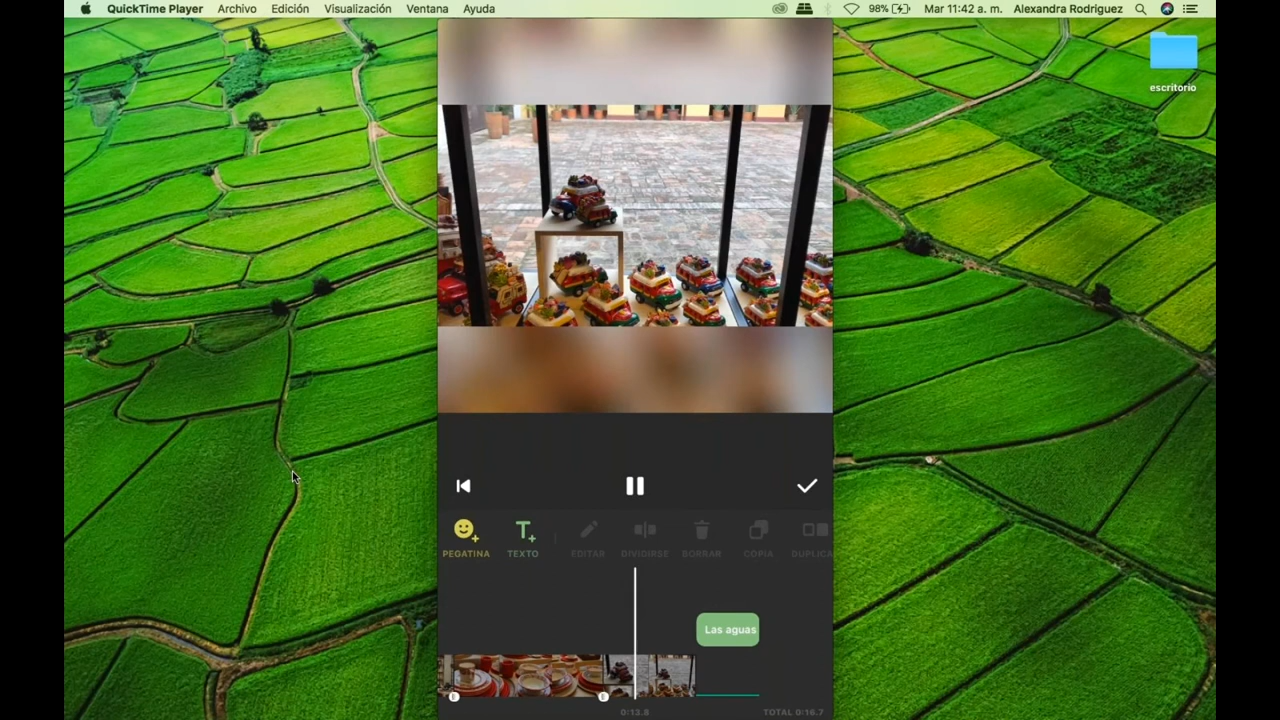 QuickTime Player Archivo Edición Visualización Ventana Ayuda 98% Mar 11:42 a. m. Alexandra Rodriguez
escritorio
PEGATINA TEXTO EDITAR DIVIDIRSE BORRAR COPIA DUPLICA
Las aguas
0:13.8 TOTAL 0:16.7